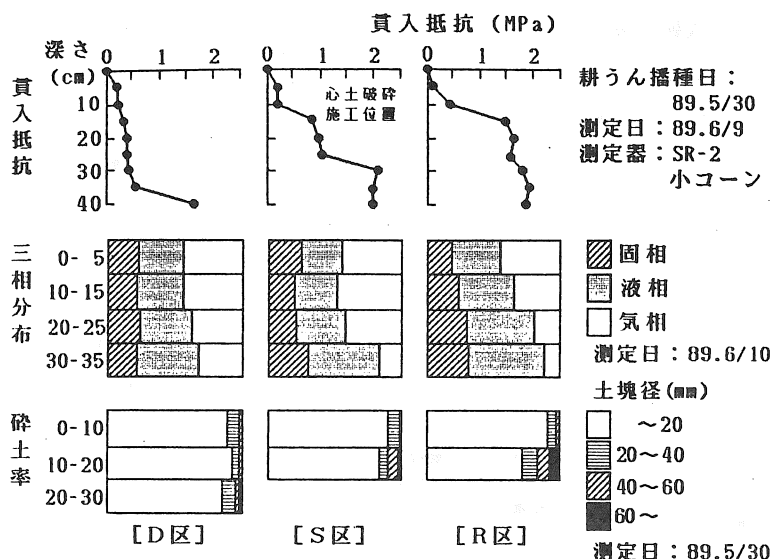 貫入抵抗 (MPa)
深さ
(cm)
0 1 2
0 1 2
0 1 2
貫入抵抗
10
20
30
40
心土破砕
施工位置
耕うん播種日：
89.5/30
測定日：89.6/9
測定器：SR-2
小コーン
三相分布
0- 5
10-15
20-25
30-35
固相
液相
気相
測定日：89.6/10
砕土率
0-10
10-20
20-30
土塊径(㎜)
～20
20～40
40～60
60～
測定日：89.5/30
[D区]
[S区]
[R区]